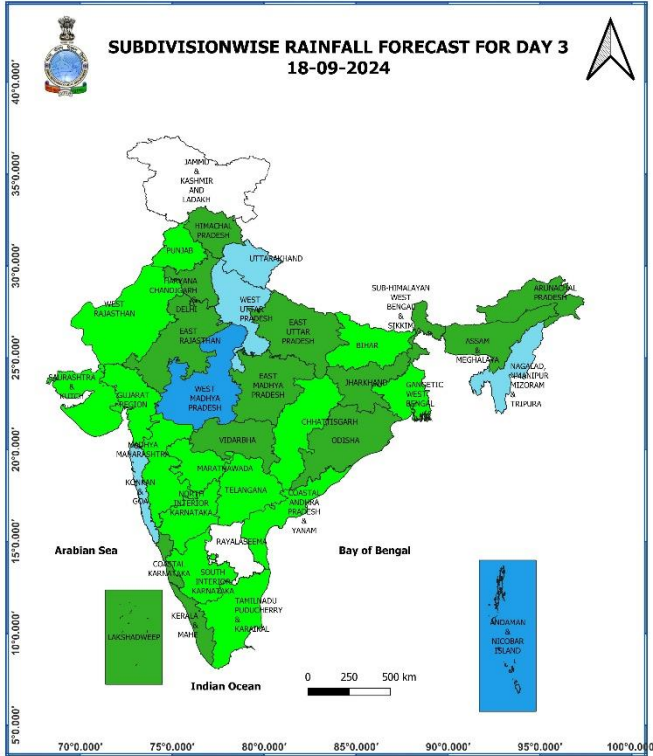 SUBDIVISIONWISE RAINFALL FORECAST FOR DAY 3
18-09-2024
40°0.000'
35°0.000'
30°0.000'
25°0.000'
20°0.000'
15°0.000'
10°0.000'
5°0.000'
JAMMU
&
KASHMIR
AND
LADAKH
HIMACHAL
PRADESH
PUNJAB
UTTARAKHAND
HARYANA
CHANDIGARH
&
DELHI
WEST
RAJASTHAN
WEST
UTTAR
PRADESH
SUB-HIMALAYAN
WEST
BENGAL
&
SIKKIM
ARUNACHAL
PRADESH
EAST
RAJASTHAN
EAST
UTTAR
PRADESH
BIHAR
ASSAM
&
MEGHALAYA
NAGALAD,
MANIPUR
MIZORAM
&
TRIPURA
SAURASHTRA
&
KUTCH
GUJARAT
REGION
WEST
MADHYA
PRADESH
EAST
MADHYA
PRADESH
JHARKHAND
GANGETIC
WEST
BENGAL
CHHATTISGARH
ODISHA
VIDARBHA
MADHYA
MAHARASHTRA
MARATHAWADA
KONKAN
&
GOA
TELANGANA
NORTH
INTERIOR
KARNATAKA
COASTAL
ANDHRA
PRADESH
&
YANAM
RAYALASEEMA
Arabian Sea
Bay of Bengal
COASTAL
KARNATAKA
SOUTH
INTERIOR
KARNATAKA
TAMILNADU
PUDUCHERRY
&
KARAIKAL
KERALA
&
MAHE
LAKSHADWEEP
ANDAMAN
&
NICOBAR
ISLAND
Indian Ocean
0 250 500 km
70°0.000' 75°0.000' 80°0.000' 85°0.000' 90°0.000' 95°0.000' 100°0.000'